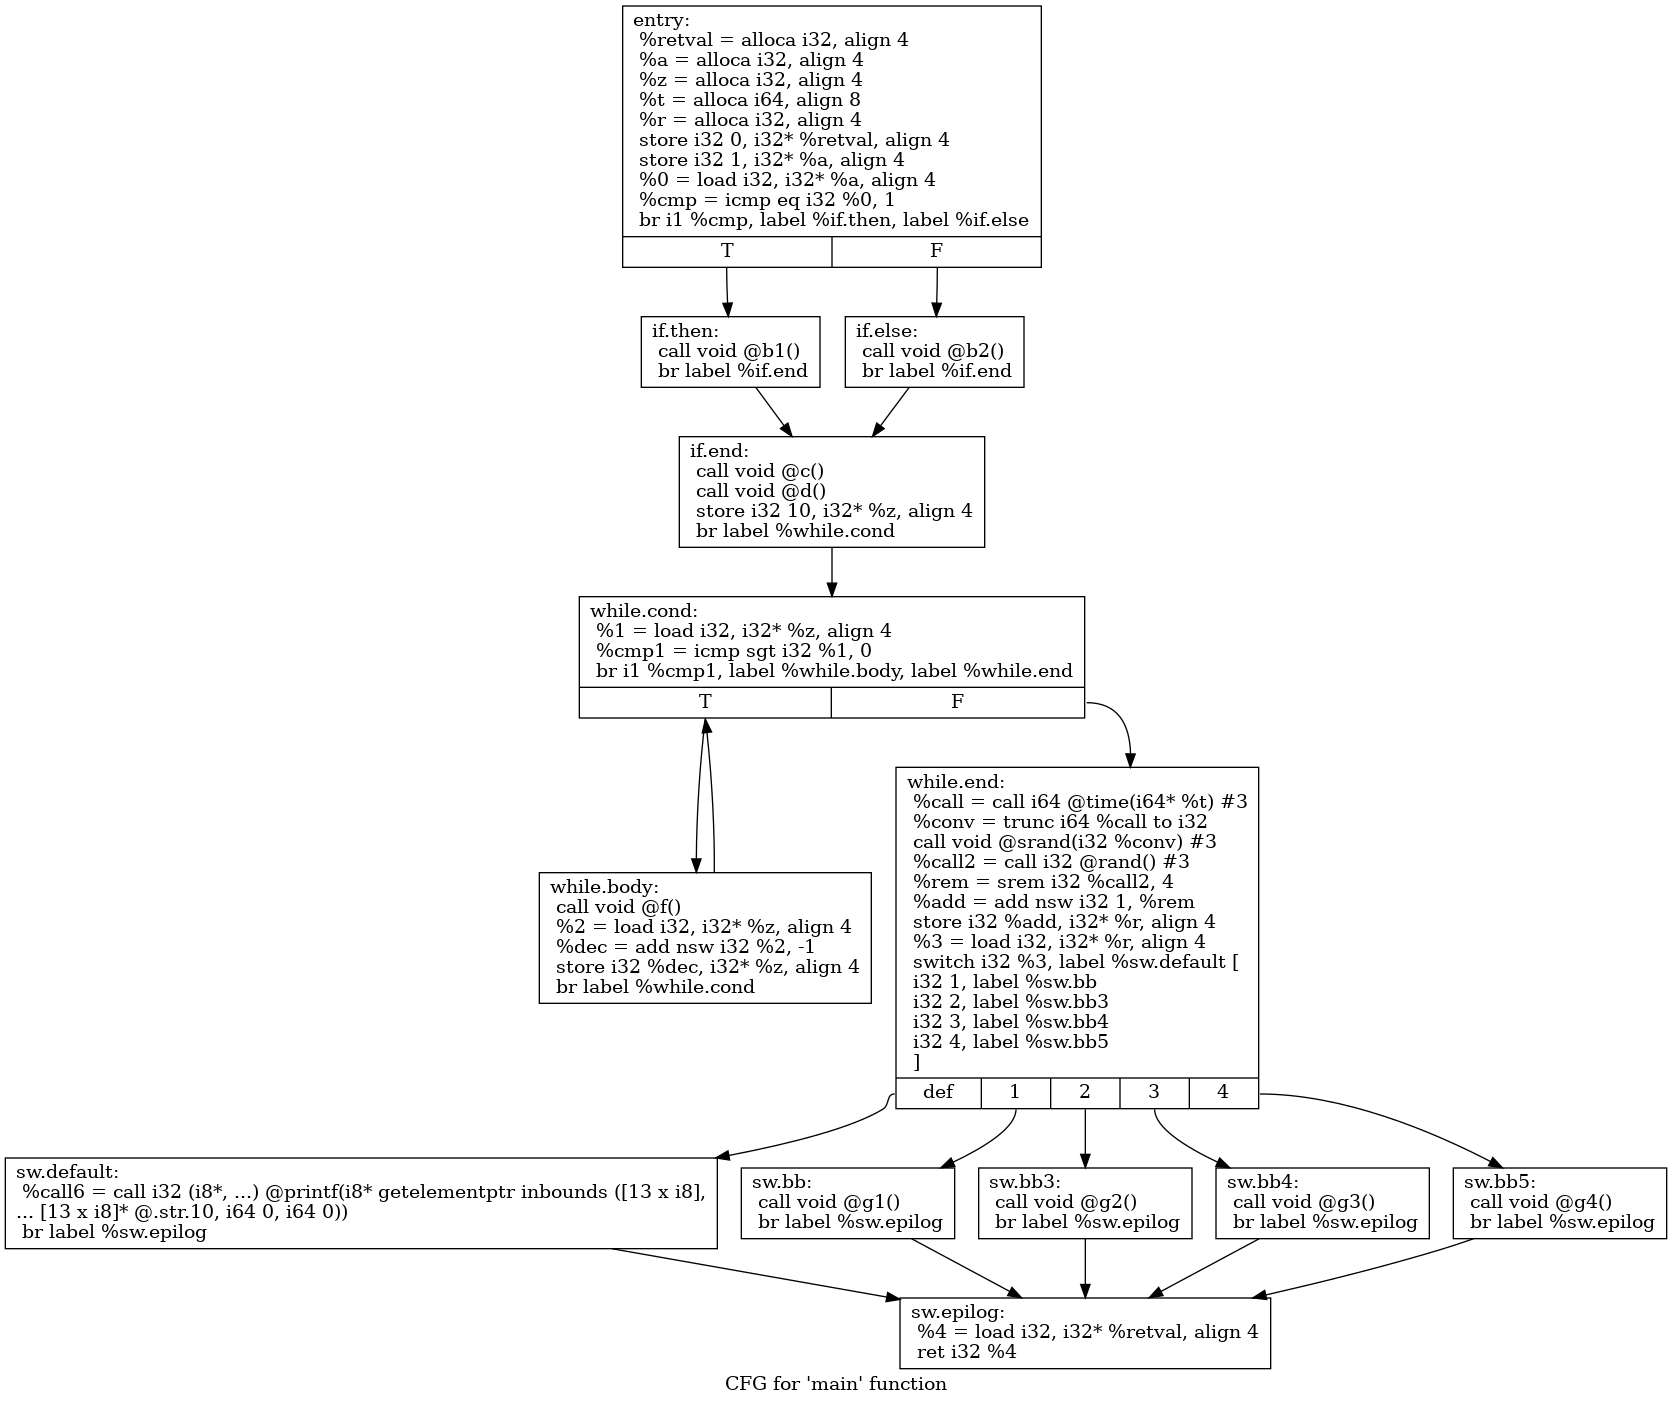 entry:
%retval = alloca i32, align 4
%a = alloca i32, align 4
%z = alloca i32, align 4
%t = alloca i64, align 8
%r = alloca i32, align 4
store i32 0, i32* %retval, align 4
store i32 1, i32* %a, align 4
%0 = load i32, i32* %a, align 4
%cmp = icmp eq i32 %0, 1
br i1 %cmp, label %if.then, label %if.else
T
F
if.then:
call void @b1()
br label %if.end
if.else:
call void @b2()
br label %if.end
if.end:
call void @c()
call void @d()
store i32 10, i32* %z, align 4
br label %while.cond
while.cond:
%1 = load i32, i32* %z, align 4
%cmp1 = icmp sgt i32 %1, 0
br i1 %cmp1, label %while.body, label %while.end
T
F
while.body:
call void @f()
%2 = load i32, i32* %z, align 4
%dec = add nsw i32 %2, -1
store i32 %dec, i32* %z, align 4
br label %while.cond
while.end:
%call = call i64 @time(i64* %t) #3
%conv = trunc i64 %call to i32
call void @srand(i32 %conv) #3
%call2 = call i32 @rand() #3
%rem = srem i32 %call2, 4
%add = add nsw i32 1, %rem
store i32 %add, i32* %r, align 4
%3 = load i32, i32* %r, align 4
switch i32 %3, label %sw.default [
i32 1, label %sw.bb
i32 2, label %sw.bb3
i32 3, label %sw.bb4
i32 4, label %sw.bb5
]
def
1
2
3
4
sw.default:
%call6 = call i32 (i8*, ...) @printf(i8* getelementptr inbounds ([13 x i8],
... [13 x i8]* @.str.10, i64 0, i64 0))
br label %sw.epilog
sw.bb:
call void @g1()
br label %sw.epilog
sw.bb3:
call void @g2()
br label %sw.epilog
sw.bb4:
call void @g3()
br label %sw.epilog
sw.bb5:
call void @g4()
br label %sw.epilog
sw.epilog:
%4 = load i32, i32* %retval, align 4
ret i32 %4
CFG for 'main' function